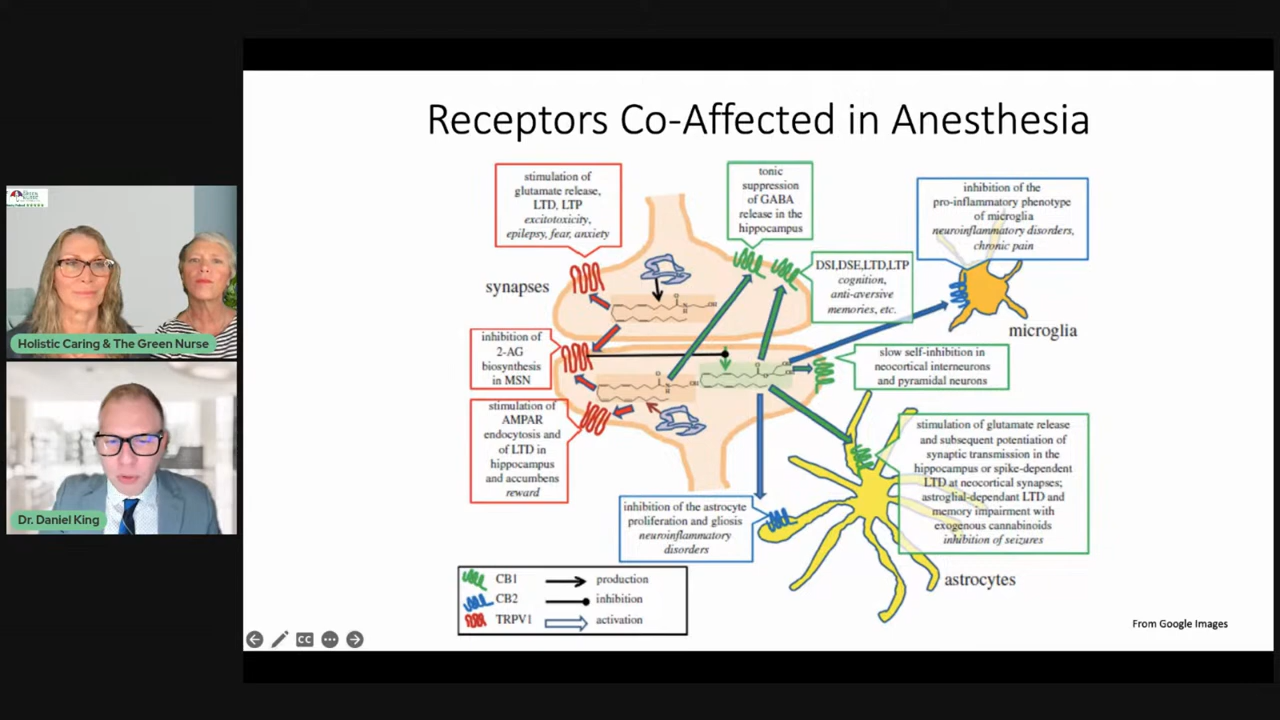 Receptors Co-Affected in Anesthesia
stimulation of
glutamate release,
LTD, LTP
excitotoxicity,
epilepsy, fear, anxiety
tonic
suppression
of GABA
release in the
hippocampus
inhibition of the
pro-inflammatory phenotype
of microglia
neuroinflammatory disorders,
chronic pain
synapses
DSI,DSE,LTD,LTP
cognition,
anti-aversive
memories, etc.
microglia
inhibition of
2-AG
biosynthesis
in MSN
slow self-inhibition in
neocortical interneurons
and pyramidal neurons
stimulation of
AMPAR
endocytosis and
of LTD in
hippocampus
and accumbens
reward
stimulation of glutamate release
and subsequent potentiation of
synaptic transmission in the
hippocampus or spike-dependent
LTD at neocortical synapses;
astroglial-dependant LTD and
memory impairment with
exogenous cannabinoids
inhibition of seizures
inhibition of the astrocyte
proliferation and gliosis
neuroinflammatory
disorders
astrocytes
CB1 production
CB2 inhibition
TRPV1 activation
From Google Images
CC
Holistic Caring & The Green Nurse
Dr. Daniel King